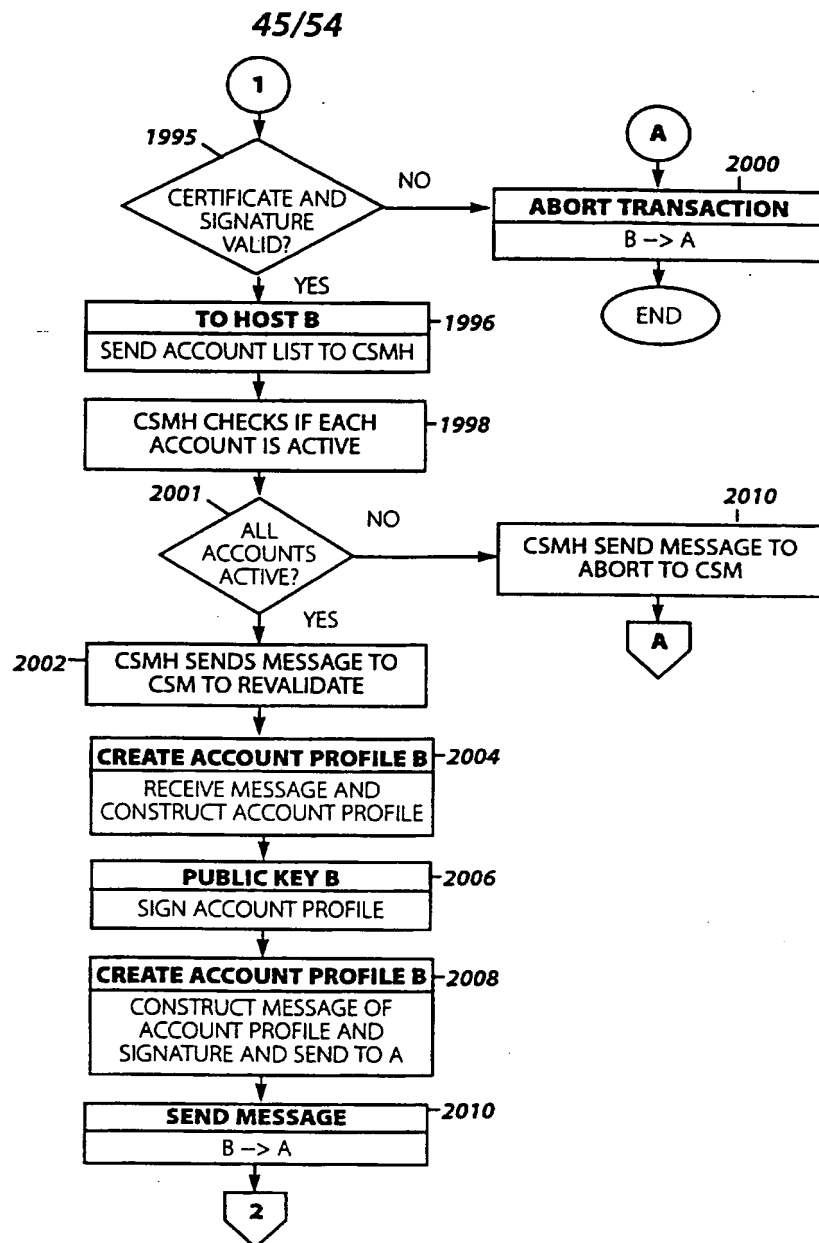 45/54
1
1995
CERTIFICATE AND
SIGNATURE
VALID?
NO
YES
A
2000
ABORT TRANSACTION
B —> A
END
TO HOST B
1996
SEND ACCOUNT LIST TO CSMH
CSMH CHECKS IF EACH
ACCOUNT IS ACTIVE
1998
2001
ALL
ACCOUNTS
ACTIVE?
NO
YES
2010
CSMH SEND MESSAGE TO
ABORT TO CSM
A
2002
CSMH SENDS MESSAGE TO
CSM TO REVALIDATE
CREATE ACCOUNT PROFILE B
2004
RECEIVE MESSAGE AND
CONSTRUCT ACCOUNT PROFILE
PUBLIC KEY B
2006
SIGN ACCOUNT PROFILE
CREATE ACCOUNT PROFILE B
2008
CONSTRUCT MESSAGE OF
ACCOUNT PROFILE AND
SIGNATURE AND SEND TO A
SEND MESSAGE
2010
B —> A
2